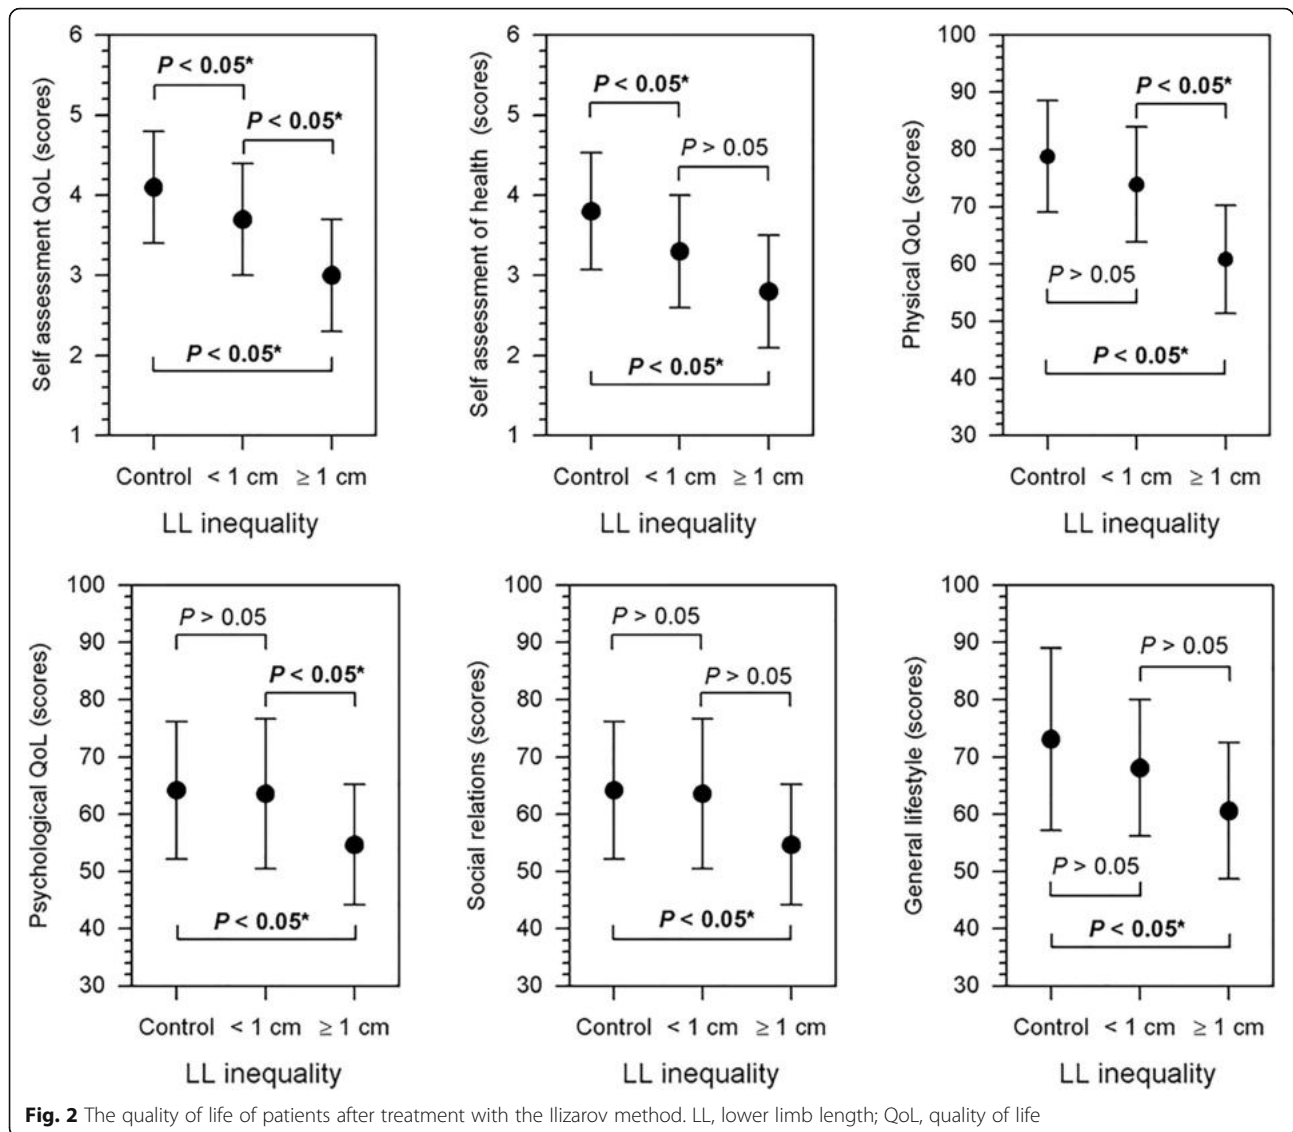 6
5
4
3
2
1
Self assessment QoL (scores)
P < 0.05*
P < 0.05*
P < 0.05*
Control < 1 cm ≥ 1 cm
LL inequality
6
5
4
3
2
1
Self assessment of health (scores)
P < 0.05*
P > 0.05
P < 0.05*
Control < 1 cm ≥ 1 cm
LL inequality
100
90
80
70
60
50
40
30
Physical QoL (scores)
P < 0.05*
P > 0.05
P < 0.05*
Control < 1 cm ≥ 1 cm
LL inequality
100
90
80
70
60
50
40
30
Psychological QoL (scores)
P > 0.05
P < 0.05*
P < 0.05*
Control < 1 cm ≥ 1 cm
LL inequality
100
90
80
70
60
50
40
30
Social relations (scores)
P > 0.05
P > 0.05
P < 0.05*
Control < 1 cm ≥ 1 cm
LL inequality
100
90
80
70
60
50
40
30
General lifestyle (scores)
P > 0.05
P > 0.05
P < 0.05*
Control < 1 cm ≥ 1 cm
LL inequality
Fig. 2 The quality of life of patients after treatment with the Ilizarov method. LL, lower limb length; QoL, quality of life